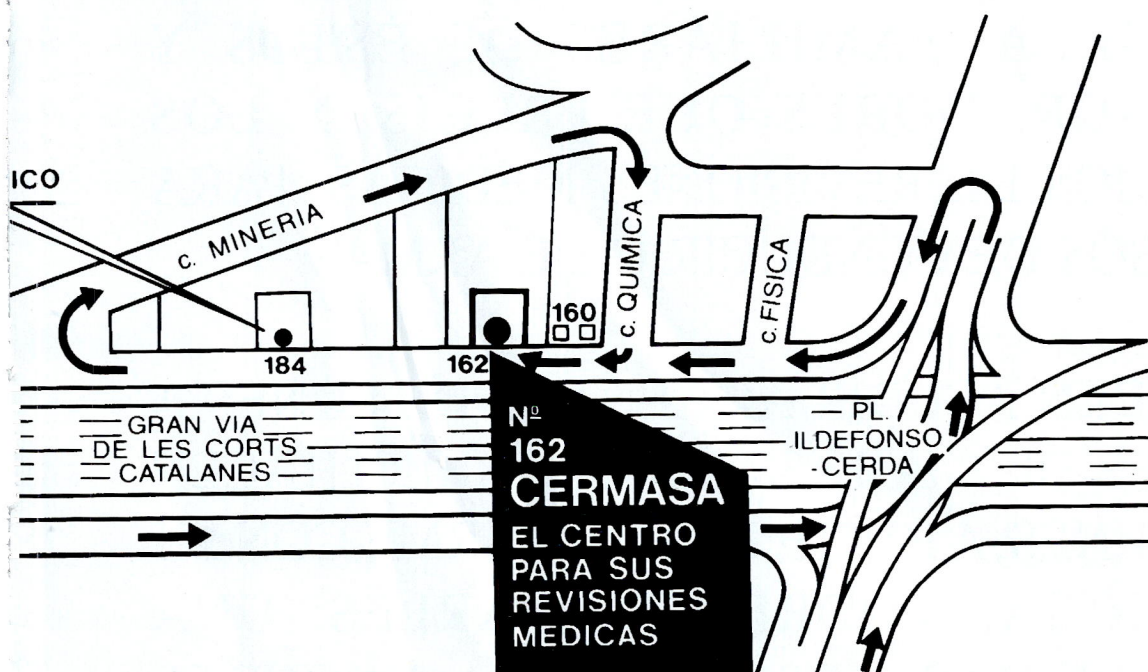 ICO
c. MINERIA
c. QUIMICA
c. FISICA
160
184
162
GRAN VIA
DE LES CORTS
CATALANES
PL.
ILDEFONSO
CERDA
Nº
162
CERMASA
EL CENTRO
PARA SUS
REVISIONES
MEDICAS